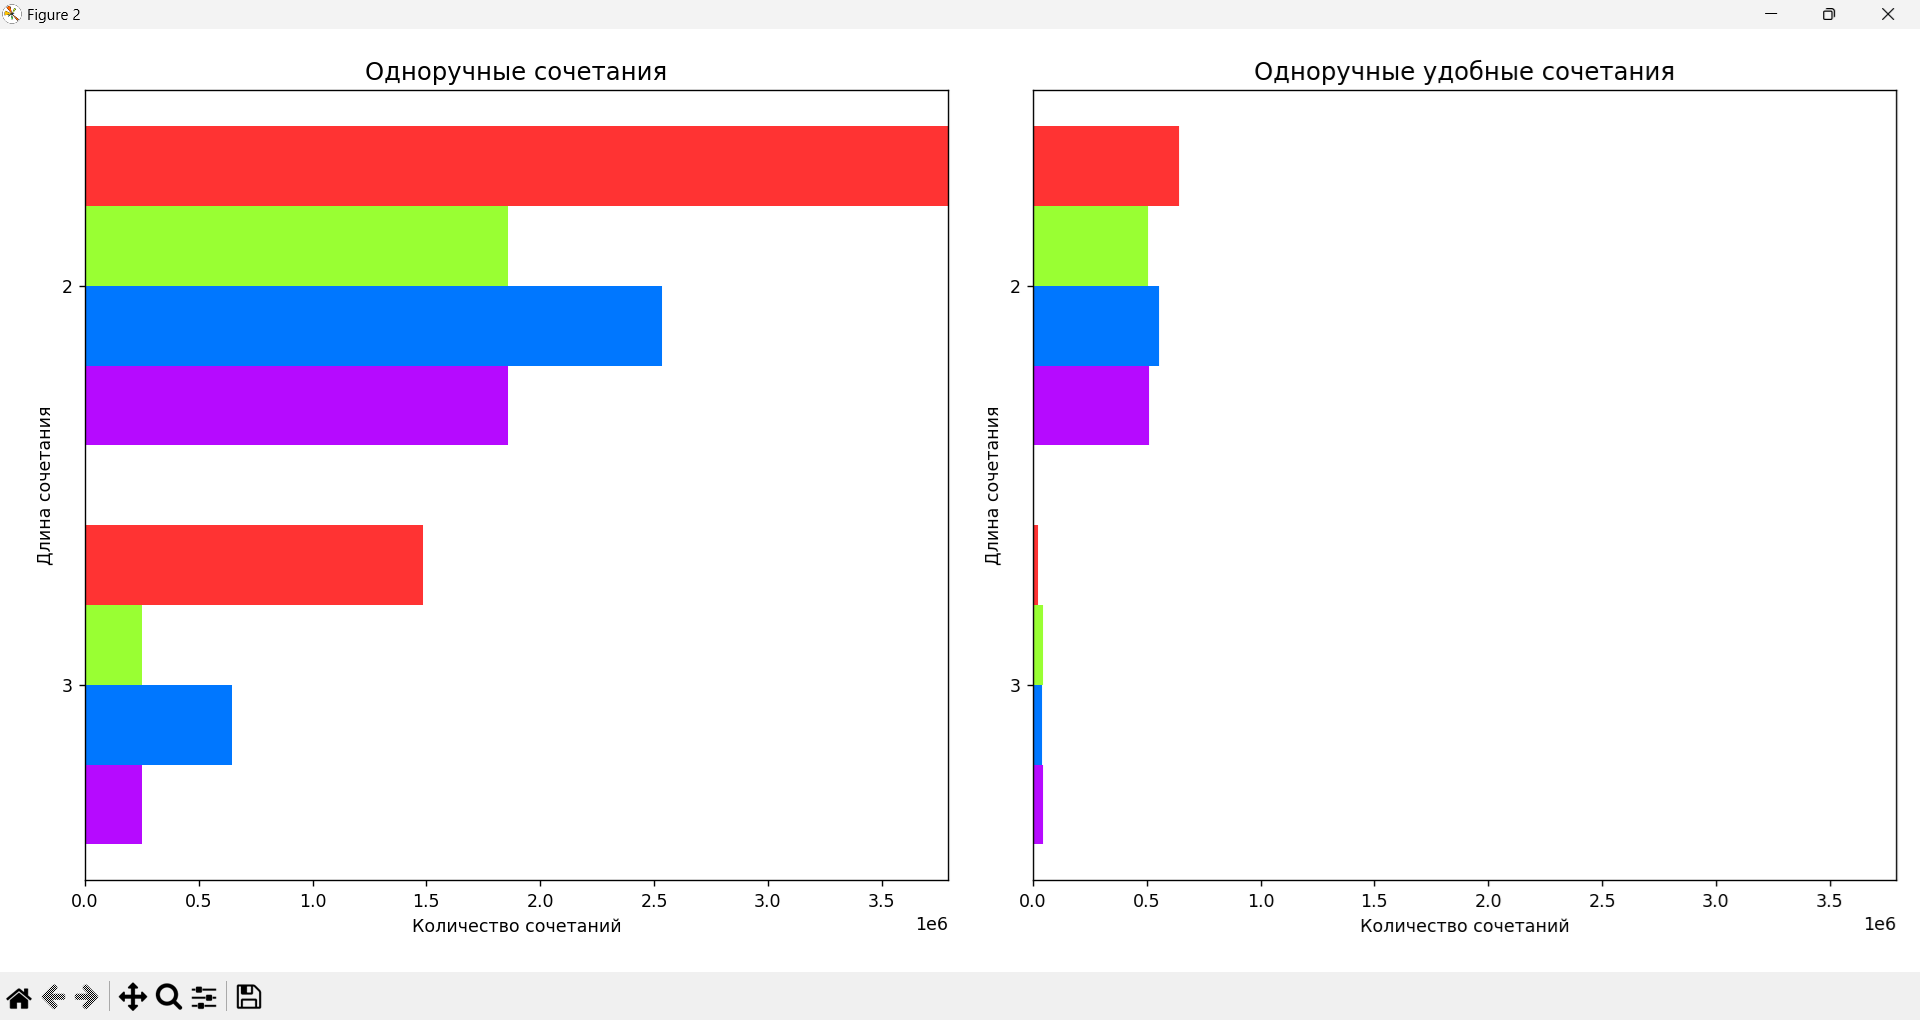 Figure 2
Одноручные сочетания
Длина сочетания
2
3
0.0 0.5 1.0 1.5 2.0 2.5 3.0 3.5
1e6
Количество сочетаний
Одноручные удобные сочетания
Длина сочетания
2
3
0.0 0.5 1.0 1.5 2.0 2.5 3.0 3.5
1e6
Количество сочетаний